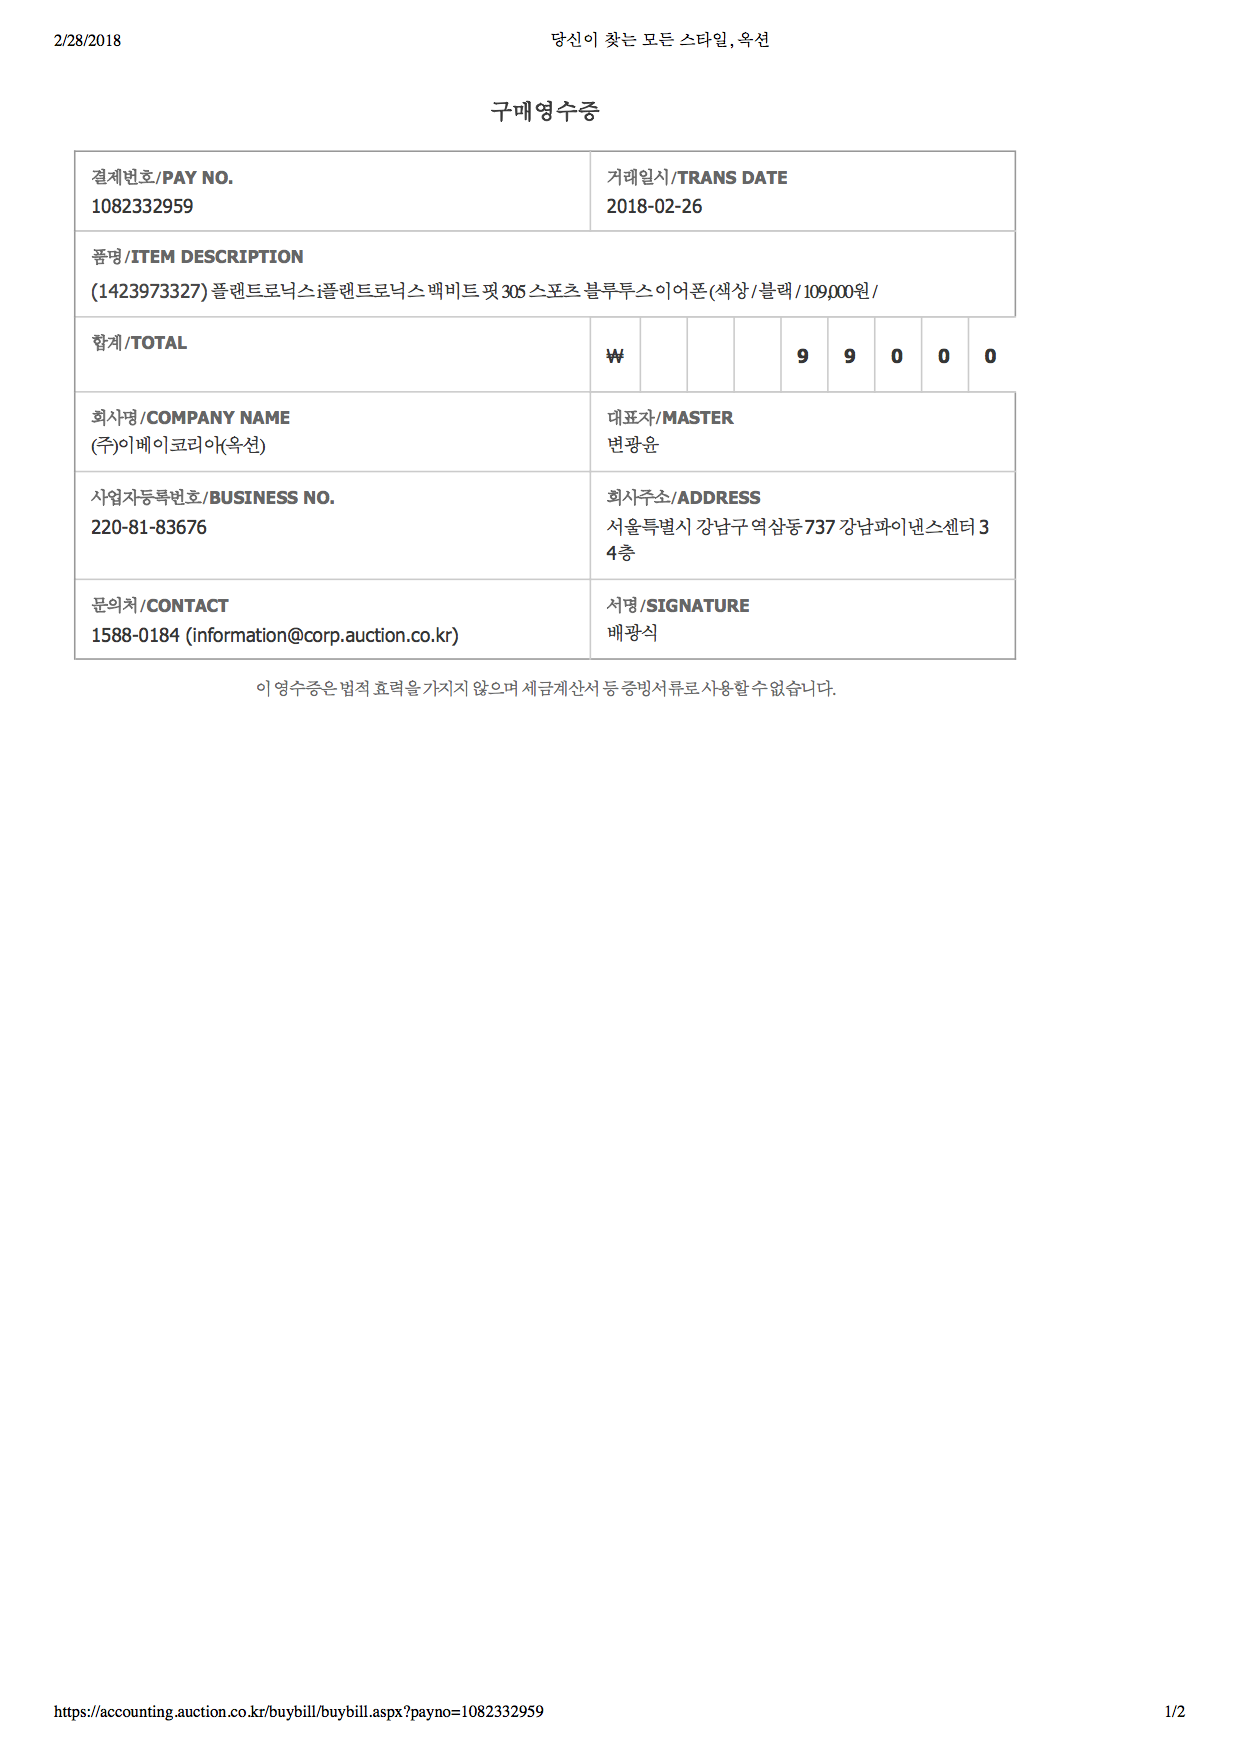 2/28/2018
당신이 찾는 모든 스타일, 옥션
구매영수증
결제번호/PAY NO.
1082332959
거래일시/TRANS DATE
2018-02-26
품명/ITEM DESCRIPTION
(1423973327) 플랜트로닉스 i플랜트로닉스 백비트 핏 305 스포츠 블루투스 이어폰 (색상 / 블랙 / 109,000원 /
합계/TOTAL
₩ 9 9 0 0 0
회사명/COMPANY NAME
(주)이베이코리아(옥션)
대표자/MASTER
변광윤
사업자등록번호/BUSINESS NO.
220-81-83676
회사주소/ADDRESS
서울특별시 강남구 역삼동 737 강남파이낸스센터 3
4층
문의처/CONTACT
1588-0184 (information@corp.auction.co.kr)
서명/SIGNATURE
배광식
이 영수증은 법적 효력을 가지지 않으며 세금계산서 등 증빙서류로 사용할 수 없습니다.
https://accounting.auction.co.kr/buybill/buybill.aspx?payno=1082332959
1/2